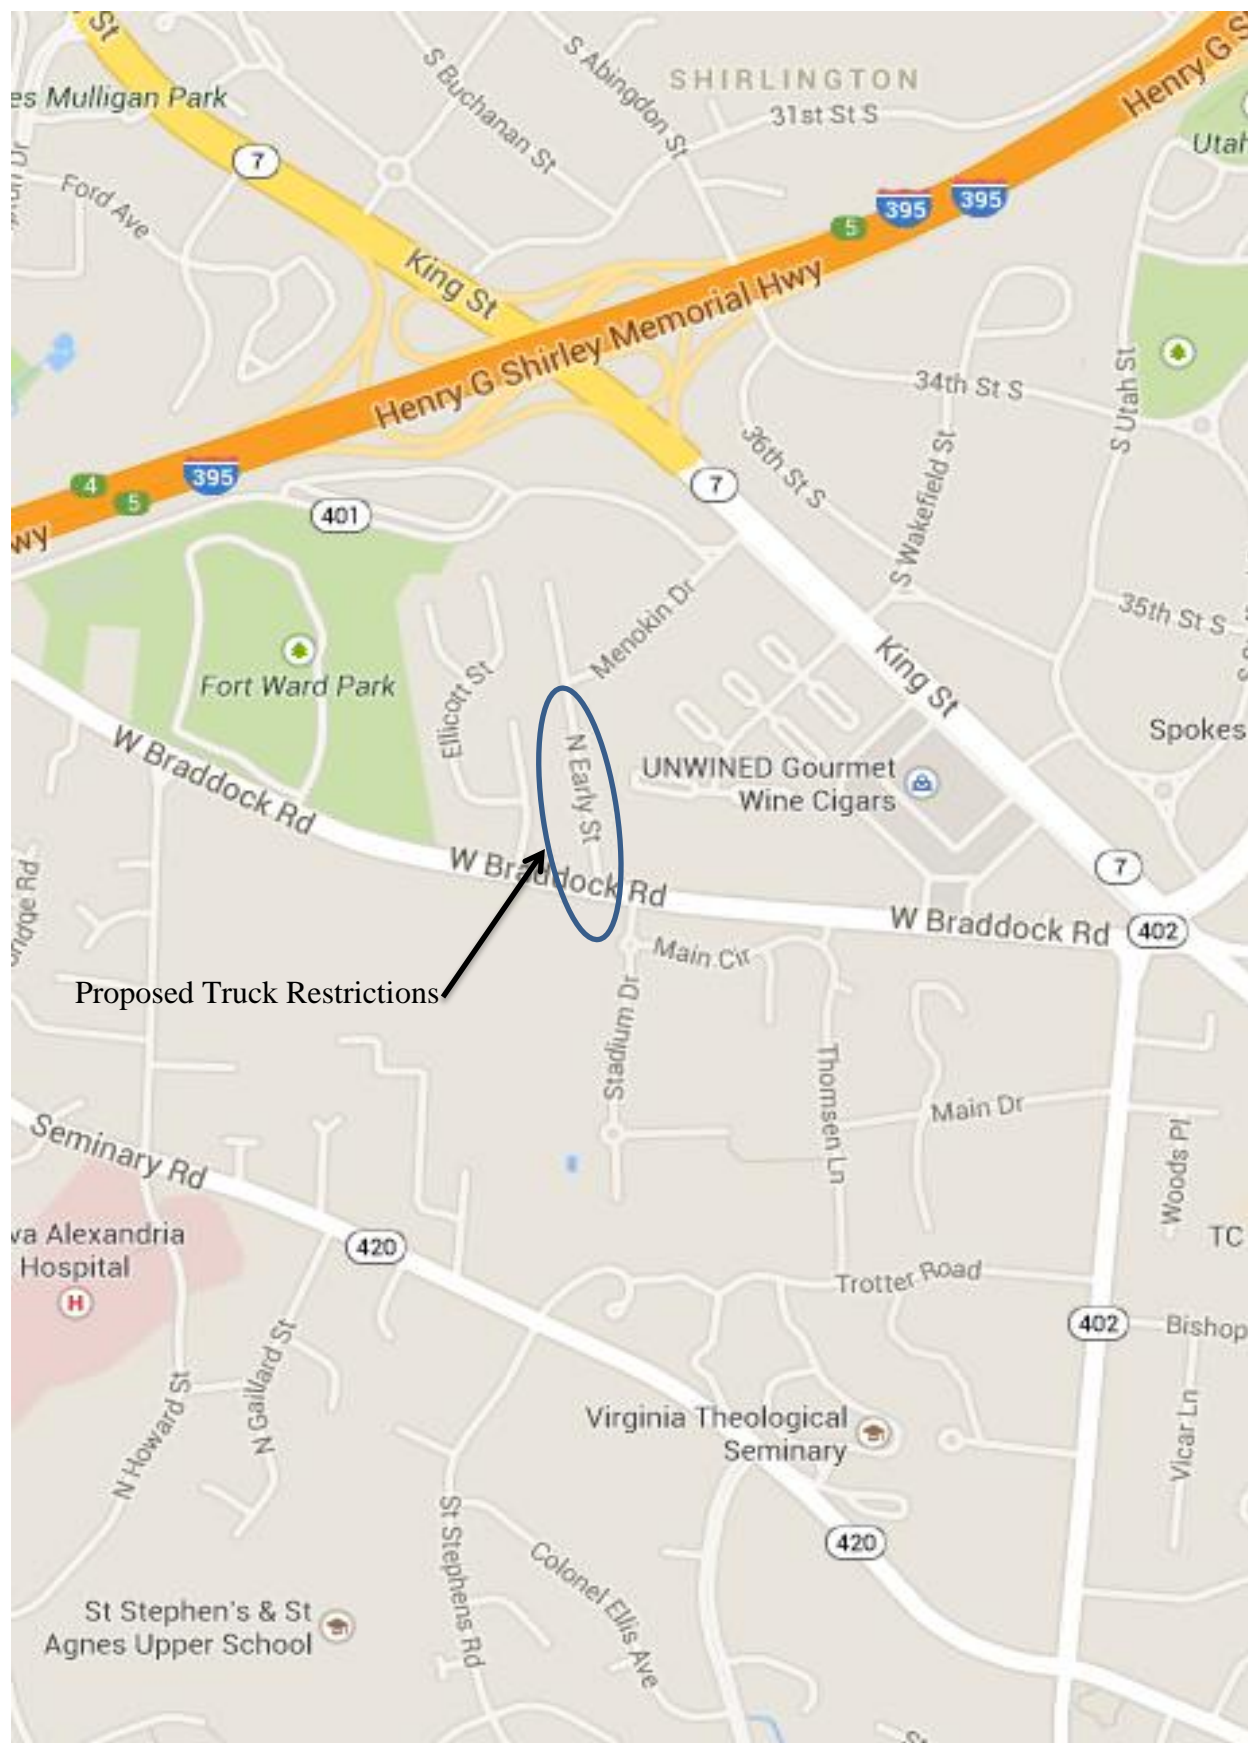 St
S Buchanan St
S Abingdon St
SHIRLINGTON
31st St S
Henry G S
es Mulligan Park
7
Utah
Ford Ave
395
395
5
King St
Henry G Shirley Memorial Hwy
34th St S
S Utah St
36th St S
S Wakefield St
4
5
395
7
401
wy
35th St S
Menokin Dr
King St
Fort Ward Park
Ellicott St
N Early St
Spokes
W Braddock Rd
UNWINED Gourmet
Wine Cigars
W Braddock Rd
7
W Braddock Rd
402
Main Cir
Proposed Truck Restrictions
Stadium Dr
Thomsen Ln
Main Dr
Seminary Rd
Woods Pl
va Alexandria
Hospital
H
420
TC
Trotter Road
402
Bishop
N Gaillard St
N Howard St
Virginia Theological
Seminary
Vicar Ln
St Stephens Rd
420
Colonel Ellis Ave
St Stephen's & St
Agnes Upper School